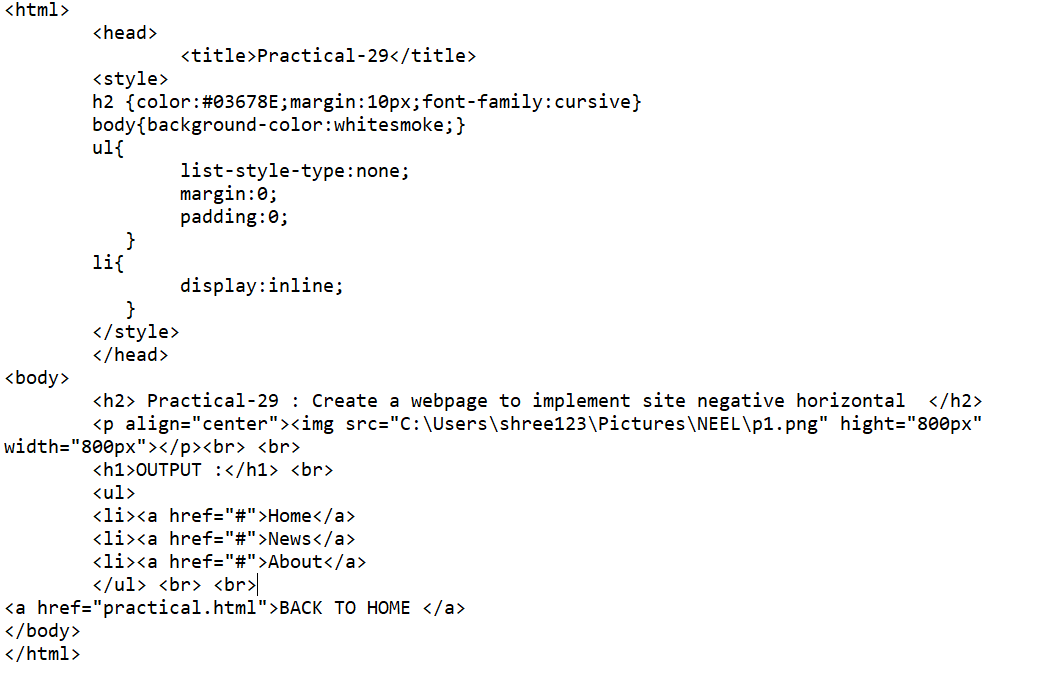 <html>
<head>
<title>Practical-29</title>
<style>
h2 {color:#03678E;margin:10px;font-family:cursive}
body{background-color:whitesmoke;}
ul{
list-style-type:none;
margin:0;
padding:0;
}
li{
display:inline;
}
</style>
</head>
<body>
<h2> Practical-29 : Create a webpage to implement site negative horizontal  </h2>
<p align="center"><img src="C:\Users\shree123\Pictures\NEEL\p1.png" hight="800px"
width="800px"></p><br> <br>
<h1>OUTPUT :</h1> <br>
<ul>
<li><a href="#">Home</a>
<li><a href="#">News</a>
<li><a href="#">About</a>
</ul> <br> <br>
<a href="practical.html">BACK TO HOME </a>
</body>
</html>